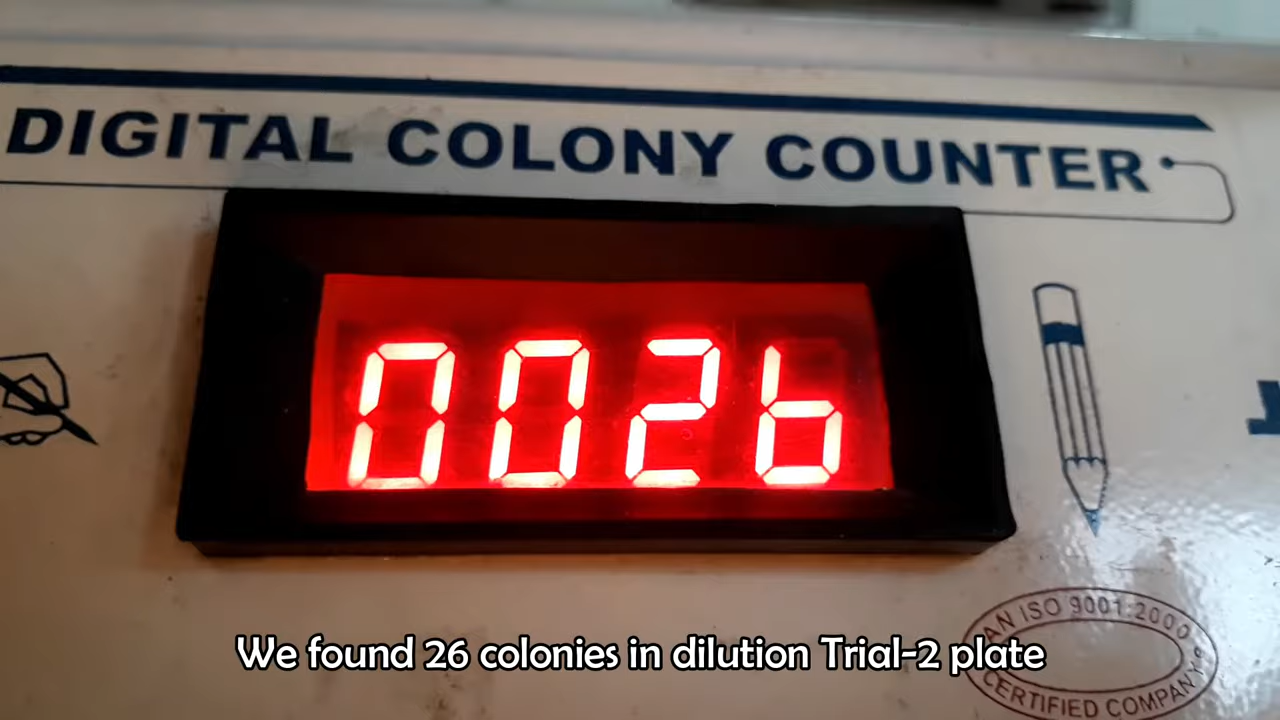 DIGITAL COLONY COUNTER
0026
AN ISO 9001:2000
CERTIFIED COMPANY
We found 26 colonies in dilution Trial-2 plate